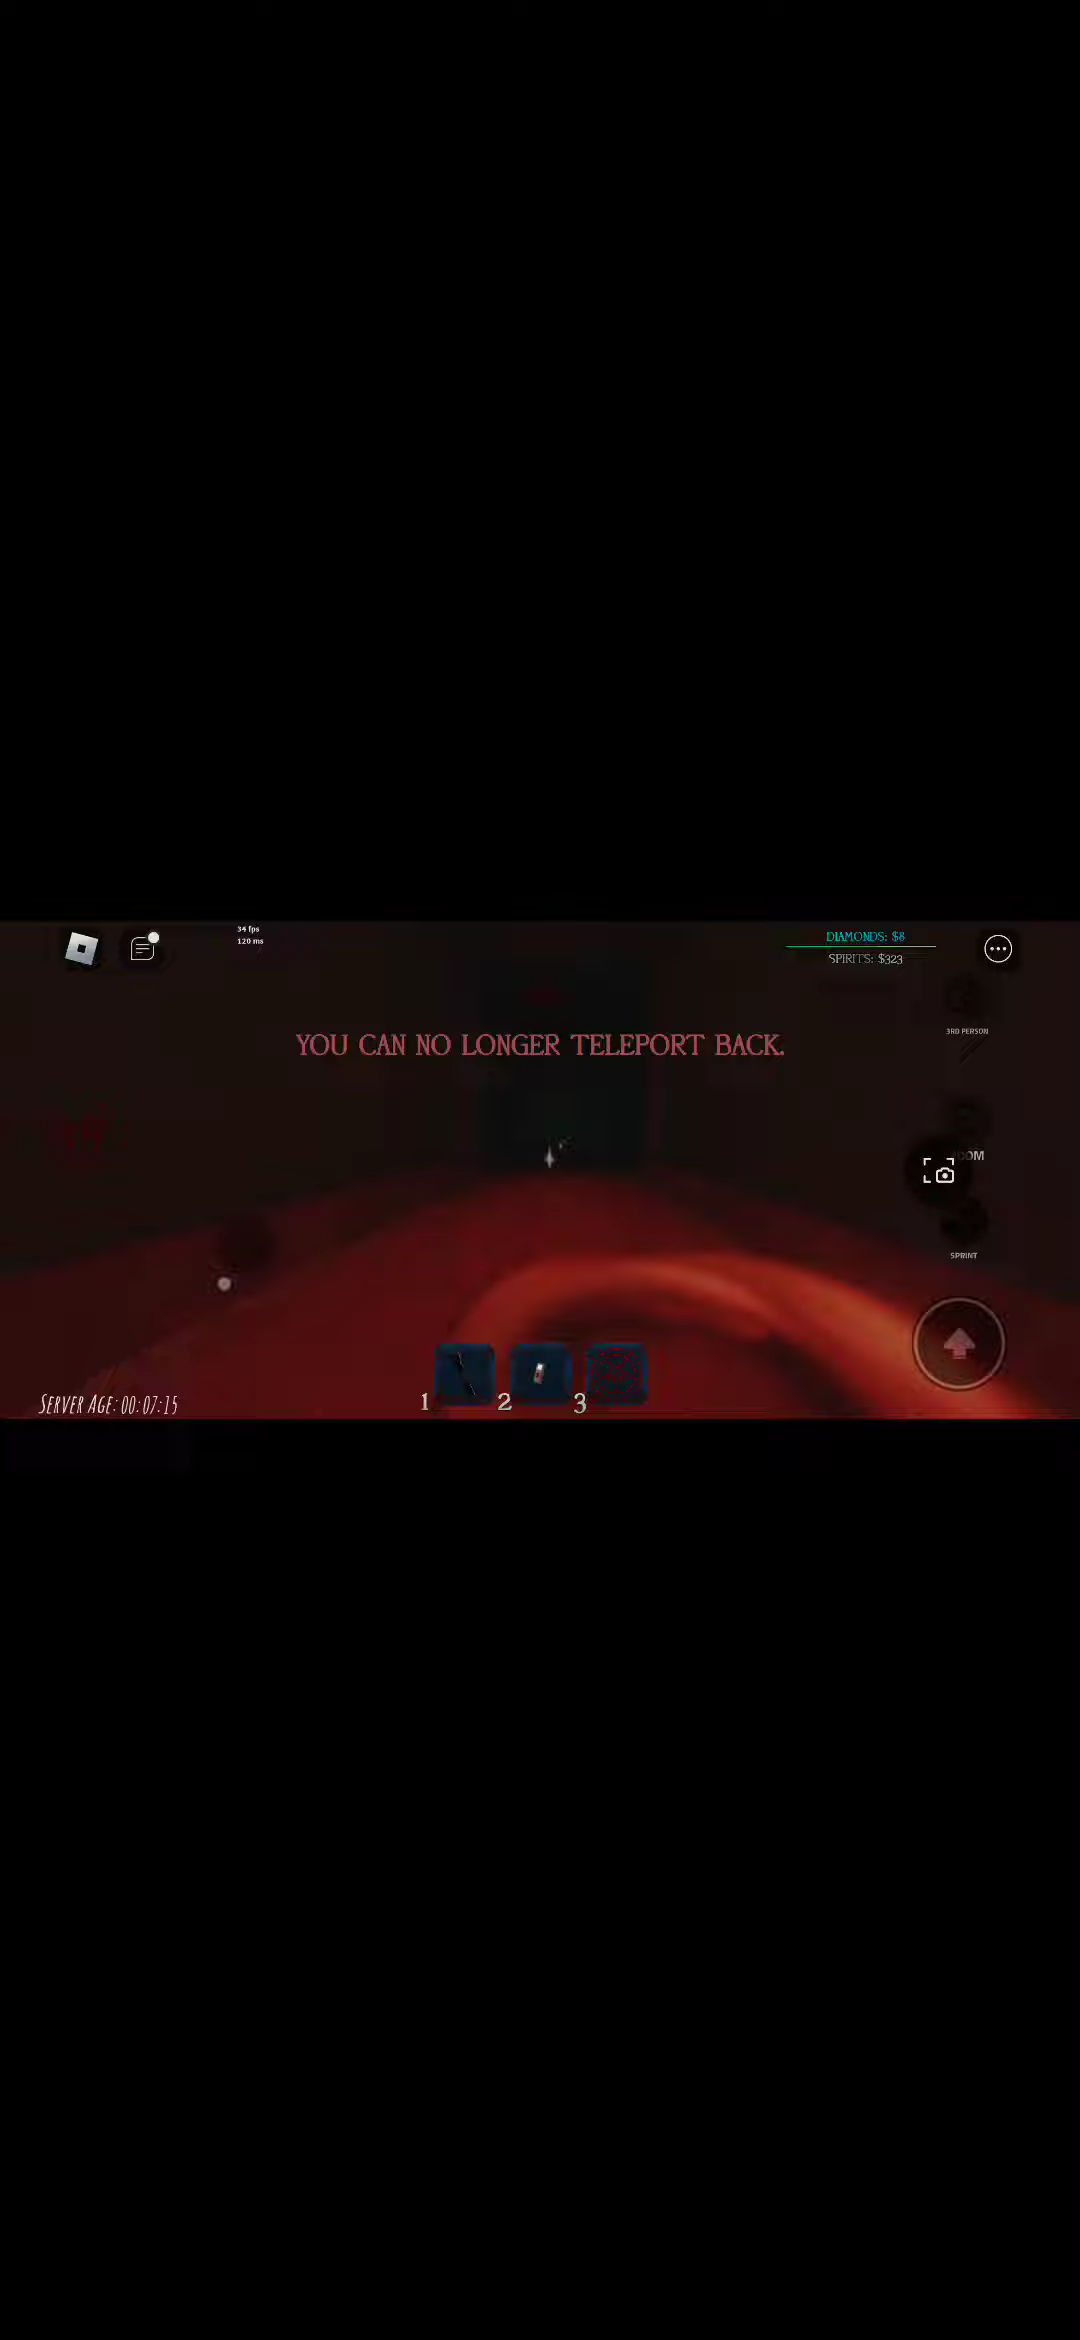 34 fps
120 ms
DIAMONDS: $8
SPIRITS: $323
3RD PERSON
YOU CAN NO LONGER TELEPORT BACK.
OOM
SPRINT
1 2 3
SERVER AGE: 00:07:15